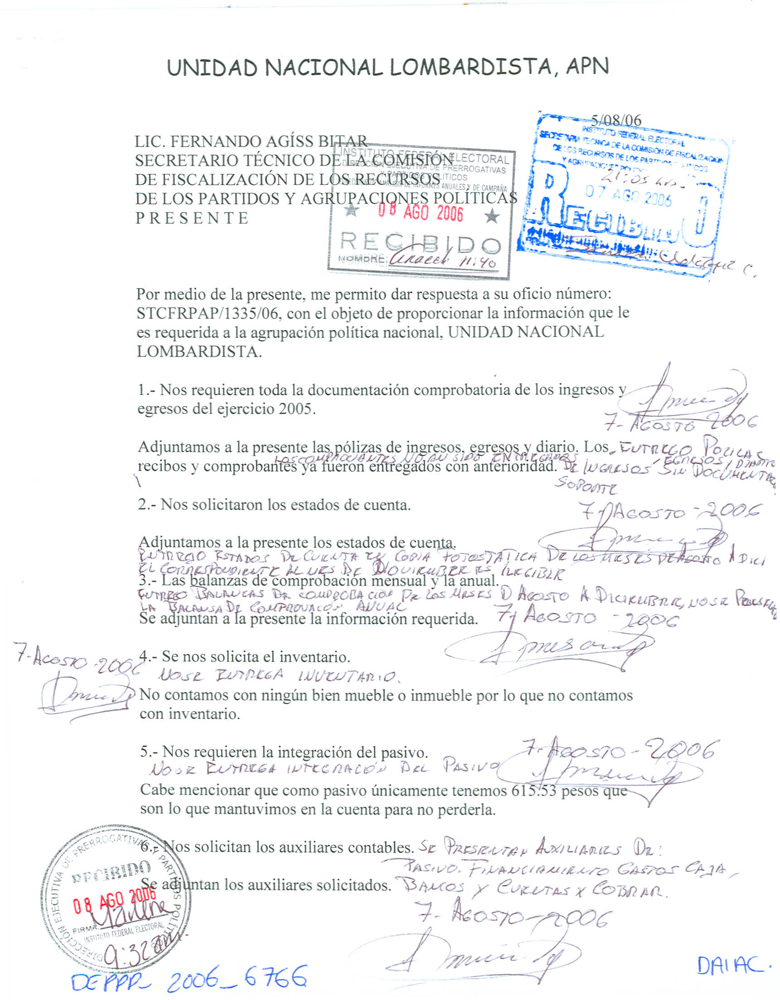 UNIDAD NACIONAL LOMBARDISTA, APN
5/08/06
INSTITUTO FEDERAL ELECTORAL
SECRETARIA TECNICA DE LA COMISION DE FISCALIZACION
DE LOS RECURSOS DE LOS PARTIDOS POLITICOS
Y AGRUPACIONES
21:05 hrs.
07 AGO 2006
RECIBIDO
LIC. FERNANDO AGÍSS BITAR
SECRETARIO TÉCNICO DE LA COMISIÓN
DE FISCALIZACIÓN DE LOS RECURSOS
DE LOS PARTIDOS Y AGRUPACIONES POLÍTICAS
P R E S E N T E
INSTITUTO FEDERAL ELECTORAL
DIRECCIÓN EJECUTIVA DE PRERROGATIVAS
Y PARTIDOS POLÍTICOS
DIRECCIÓN DE ANÁLISIS DE INFORMES ANUALES Y DE CAMPAÑA
08 AGO 2006
RECIBIDO
NOMBRE: Araceli 11:40
Por medio de la presente, me permito dar respuesta a su oficio número:
STCFRPAP/1335/06, con el objeto de proporcionar la información que le
es requerida a la agrupación política nacional, UNIDAD NACIONAL
LOMBARDISTA.
1.- Nos requieren toda la documentación comprobatoria de los ingresos y
egresos del ejercicio 2005.
7-AGOSTO 2006
Adjuntamos a la presente las pólizas de ingresos, egresos y diario. Los
ENTREGO POLIZAS
LOS COMPROVANTES NO AN SIDO ENTREGADOS
EGRESOS Y DIARIO
recibos y comprobantes ya fueron entregados con anterioridad.
DE INGRESOS SIN DOCUMENTAC
SOPORTE
2.- Nos solicitaron los estados de cuenta.
7-AGOSTO-2006
Adjuntamos a la presente los estados de cuenta.
ENTREGO ESTADOS DE CUENTA EN COPIA FOTOSTATICA DE LOS MESES DE AGOSTO A DICI
EL CORRESPONDIENTE AL MES DE NOVIEMBRE ES ILEGIBLE
3.- Las balanzas de comprobación mensual y la anual.
ENTREGO BALANZAS DE COMPROBACION DE LOS MESES D AGOSTO A DICIEMBRE, NO SE PRESENTA
LA BALANSA DE COMPROVACÓN ANUAL
Se adjuntan a la presente la información requerida.
7-AGOSTO-2006
7-AGOSTO-2006
4.- Se nos solicita el inventario.
NO SE ENTREGA INVENTARIO.
No contamos con ningún bien mueble o inmueble por lo que no contamos
con inventario.
5.- Nos requieren la integración del pasivo.
7-AGOSTO-2006
NO SE ENTREGA INTEGRACIÓN DEL PASIVO
Cabe mencionar que como pasivo únicamente tenemos 615.53 pesos que
son lo que mantuvimos en la cuenta para no perderla.
6.- Nos solicitan los auxiliares contables.
SE PRESENTAN AUXILIARES DE:
PASIVO. FINANCIAMIENTO GASTOS CAJA,
Se adjuntan los auxiliares solicitados.
BANCOS Y CUENTAS X COBRAR.
7-AGOSTO-2006
DIRECCIÓN EJECUTIVA DE PRERROGATIVAS Y PARTIDOS POLÍTICOS
RECIBIDO
08 AGO 2006
Marlene
FIRMA:
INSTITUTO FEDERAL ELECTORAL
9:32 am.
DEPPP_2006_6766
DAIAC.